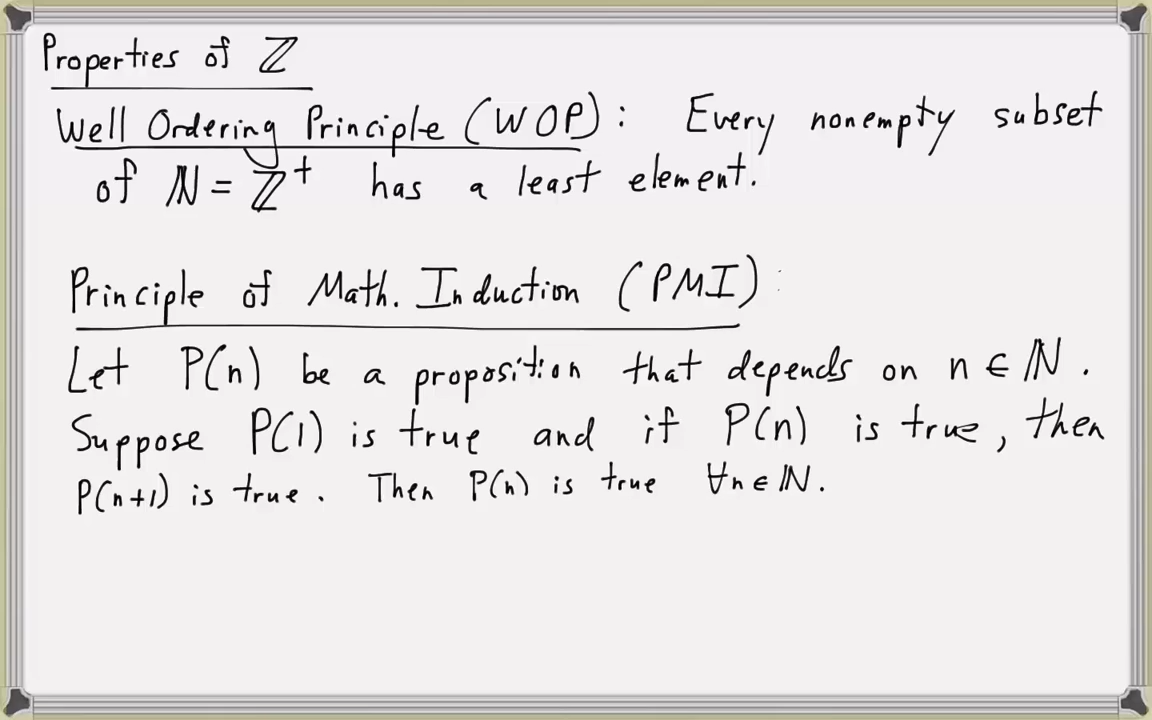 Properties of ℤ
Well Ordering Principle (WOP): Every nonempty subset
of ℕ = ℤ⁺ has a least element.
Principle of Math. Induction (PMI):
Let P(n) be a proposition that depends on n ∈ ℕ.
Suppose P(1) is true and if P(n) is true, then
P(n+1) is true. Then P(n) is true ∀n ∈ ℕ.